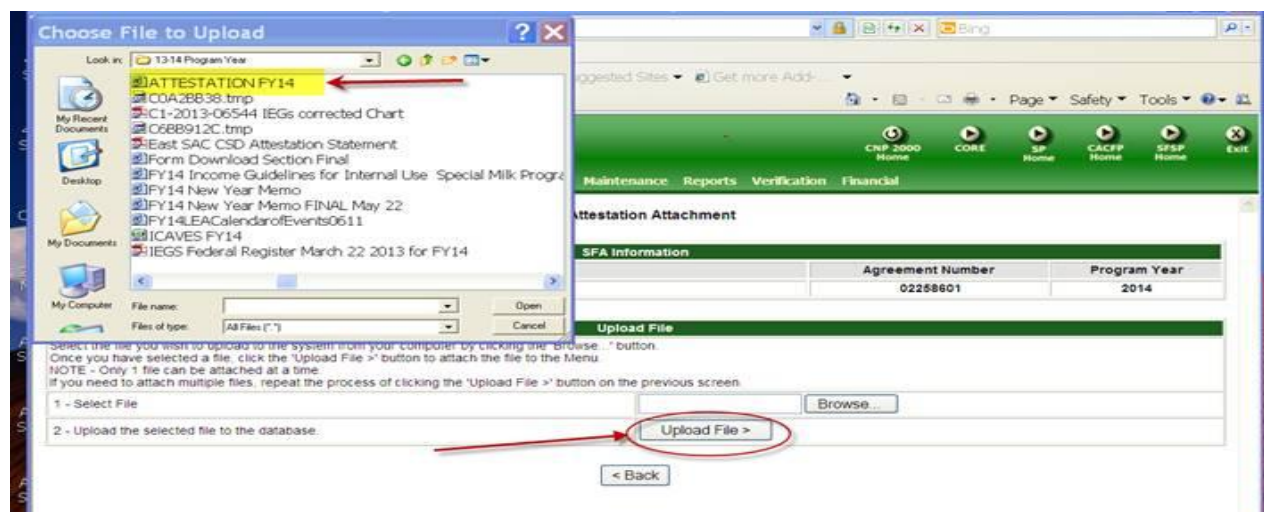 Choose File to Upload
Bing
Look in: 13-14 Program Year
ATTESTATION FY14
C0A2BB38.tmp
C1-2013-06544 IEGs corrected Chart
C6BB912C.tmp
East SAC CSD Attestation Statement
Form Download Section Final
FY14 Income Guidelines for Internal Use Special Milk Progra
FY14 New Year Memo
FY14 New Year Memo FINAL May 22
FY14LEACalendarofEvents0611
ICAVES FY14
IEGS Federal Register March 22 2013 for FY14
My Recent Documents
Desktop
My Documents
My Computer
File name:
Open
Files of type: All Files (*.*)
Cancel
ggested Sites Get more Add-
Page Safety Tools
CNP 2000 Home CORE SP Home CACFP Home SFSP Home Exit
Maintenance Reports Verification Financial
Attestation Attachment
SFA Information
Agreement Number Program Year
02258601 2014
Upload File
Select the file you wish to upload to the system from your computer by clicking the 'Browse...' button.
Once you have selected a file, click the 'Upload File >' button to attach the file to the Menu.
NOTE - Only 1 file can be attached at a time.
If you need to attach multiple files, repeat the process of clicking the 'Upload File >' button on the previous screen.
1 - Select File Browse...
2 - Upload the selected file to the database. Upload File >
< Back